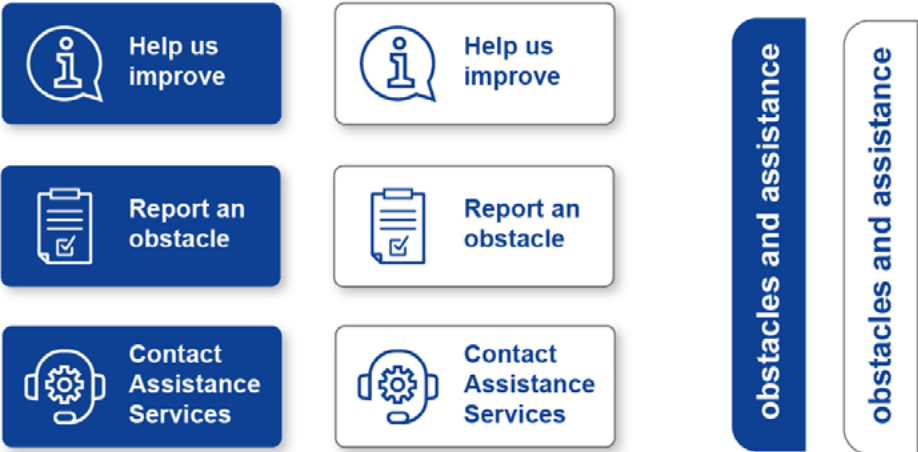 Help us
improve
Help us
improve
Report an
obstacle
Report an
obstacle
Contact
Assistance
Services
Contact
Assistance
Services
obstacles and assistance
obstacles and assistance